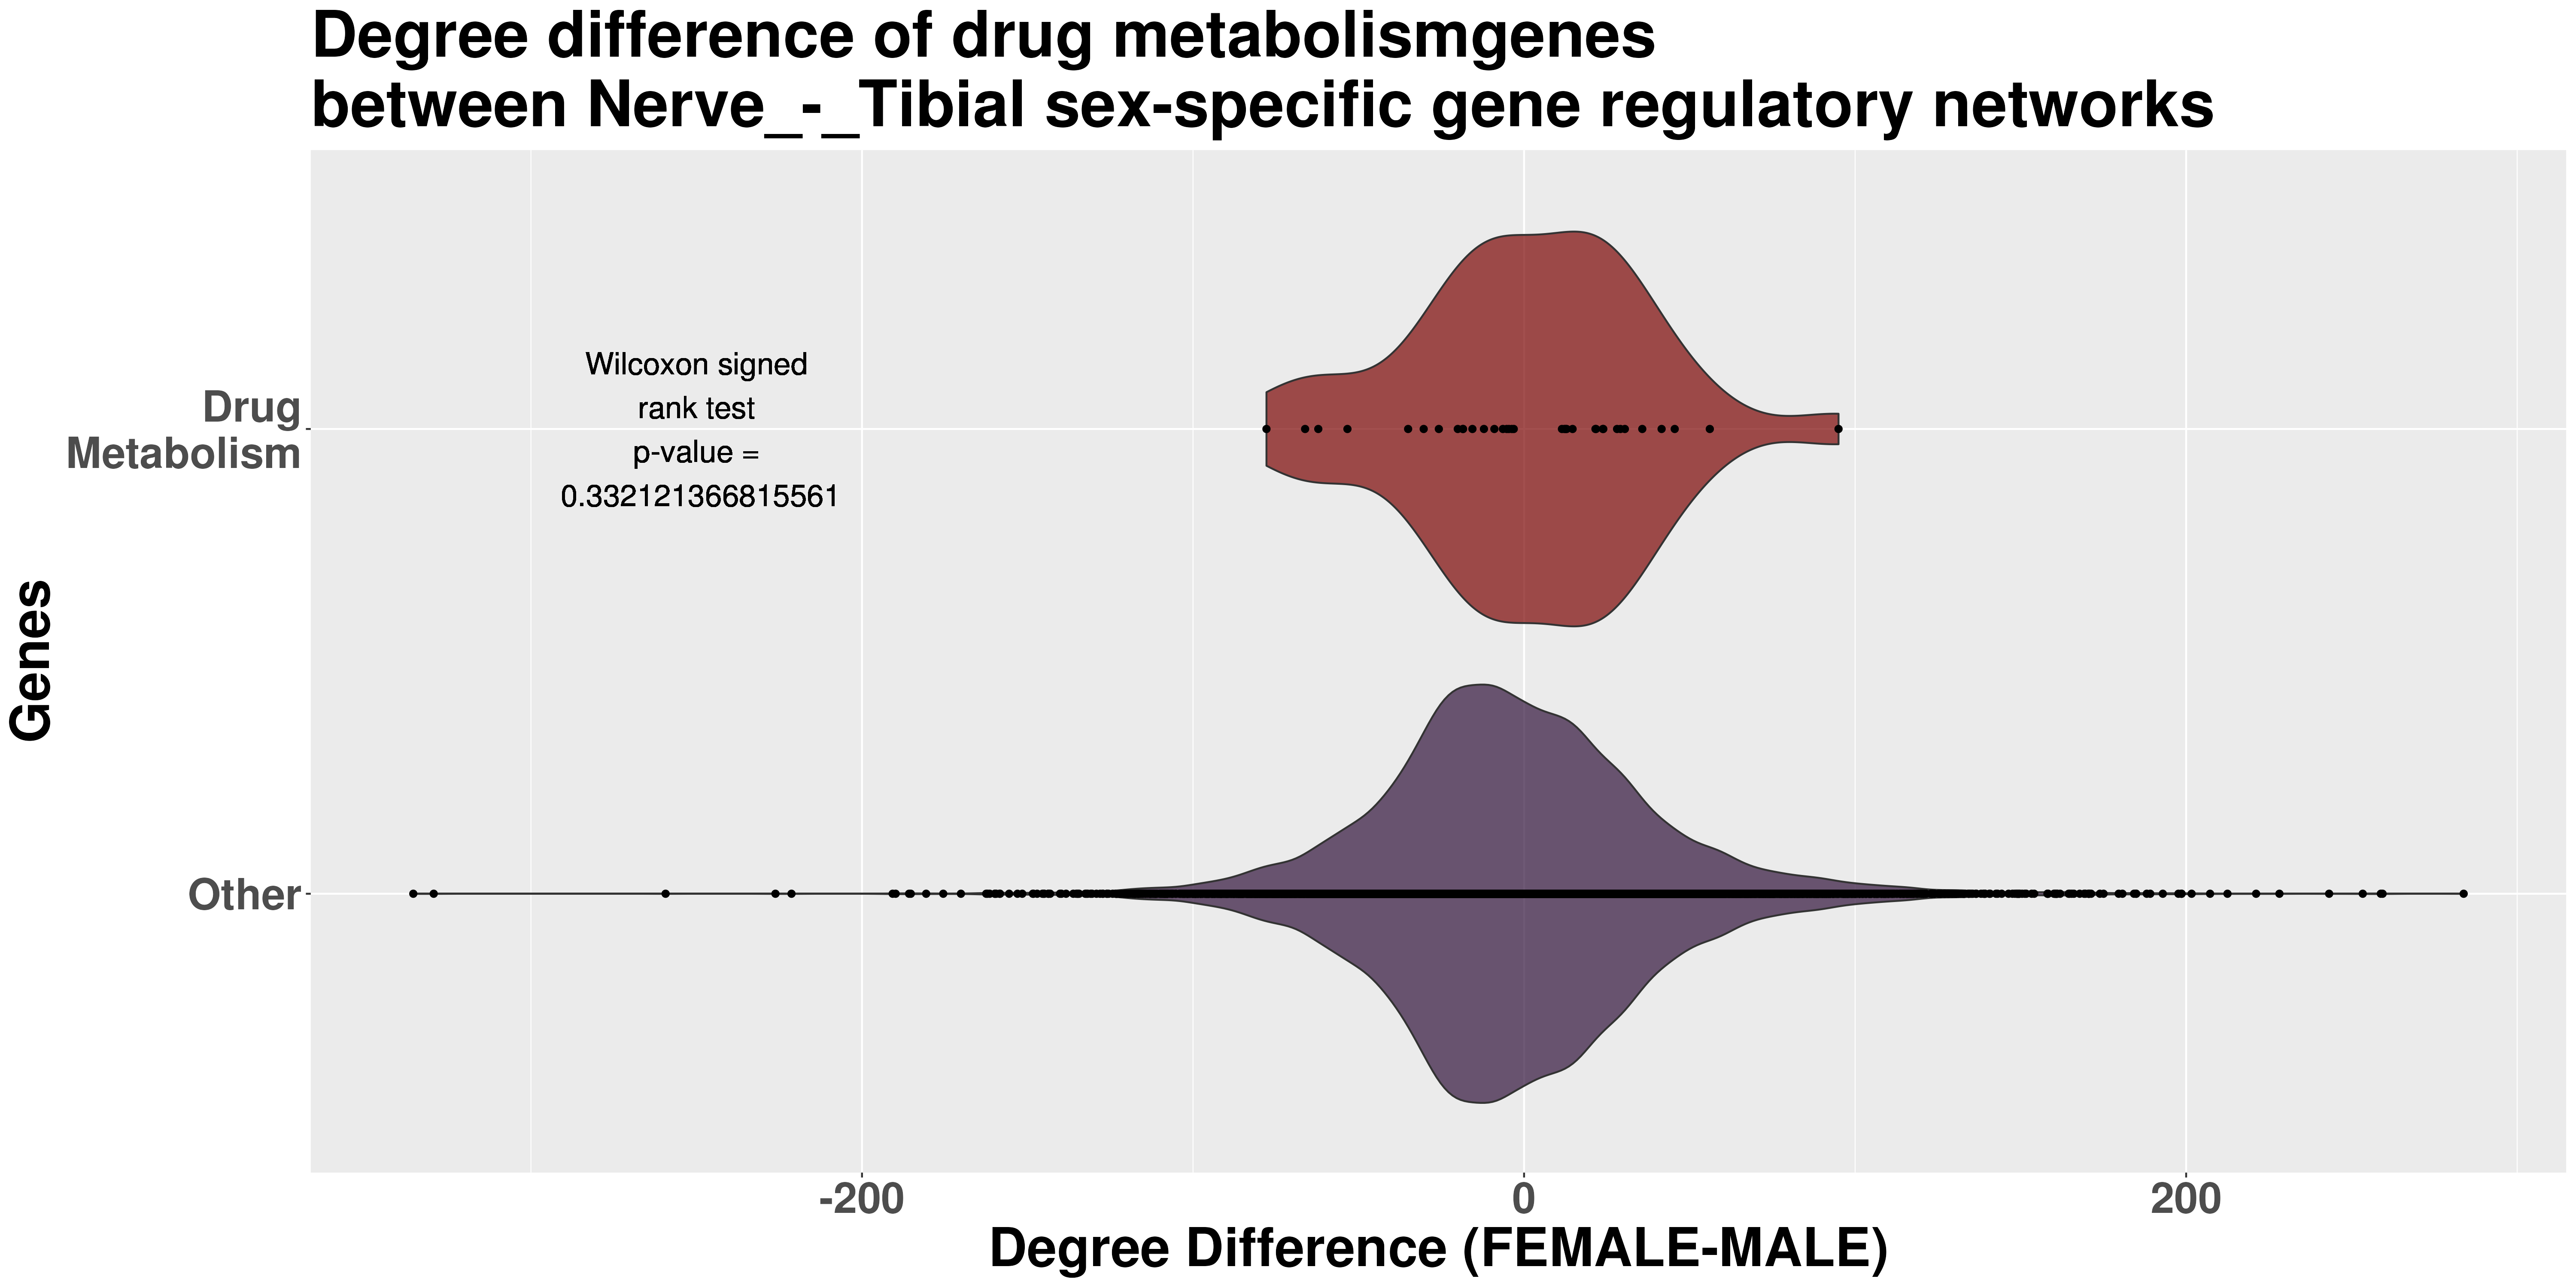 Degree difference of drug metabolismgenes
between Nerve_-_Tibial sex-specific gene regulatory networks
Wilcoxon signed
rank test
p-value =
0.332121366815561
Drug
Metabolism
Other
Genes
-200
0
200
Degree Difference (FEMALE-MALE)